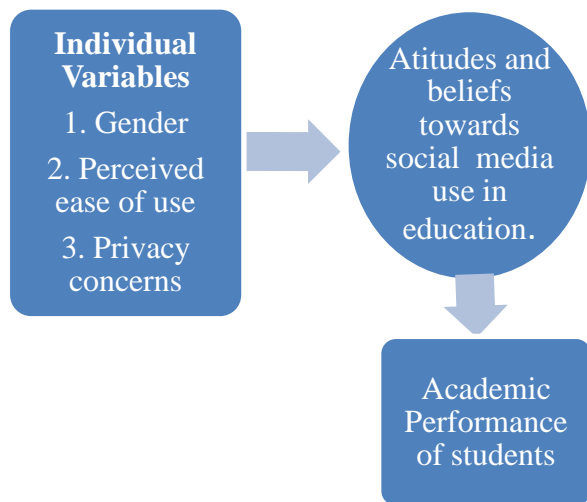 Individual
Variables
1. Gender
2. Perceived
ease of use
3. Privacy
concerns
Atitudes and
beliefs
towards
social media
use in
education.
Academic
Performance
of students